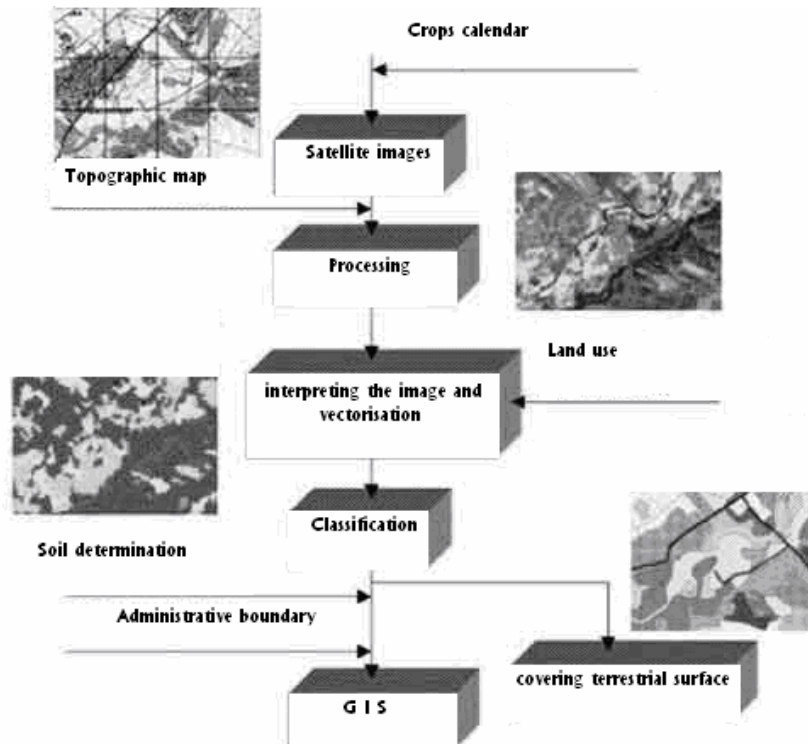 Crops calendar
Satellite images
Topographic map
Processing
Land use
interpreting the image and
vectorisation
Classification
Soil determination
Administrative boundary
covering terrestrial surface
G I S